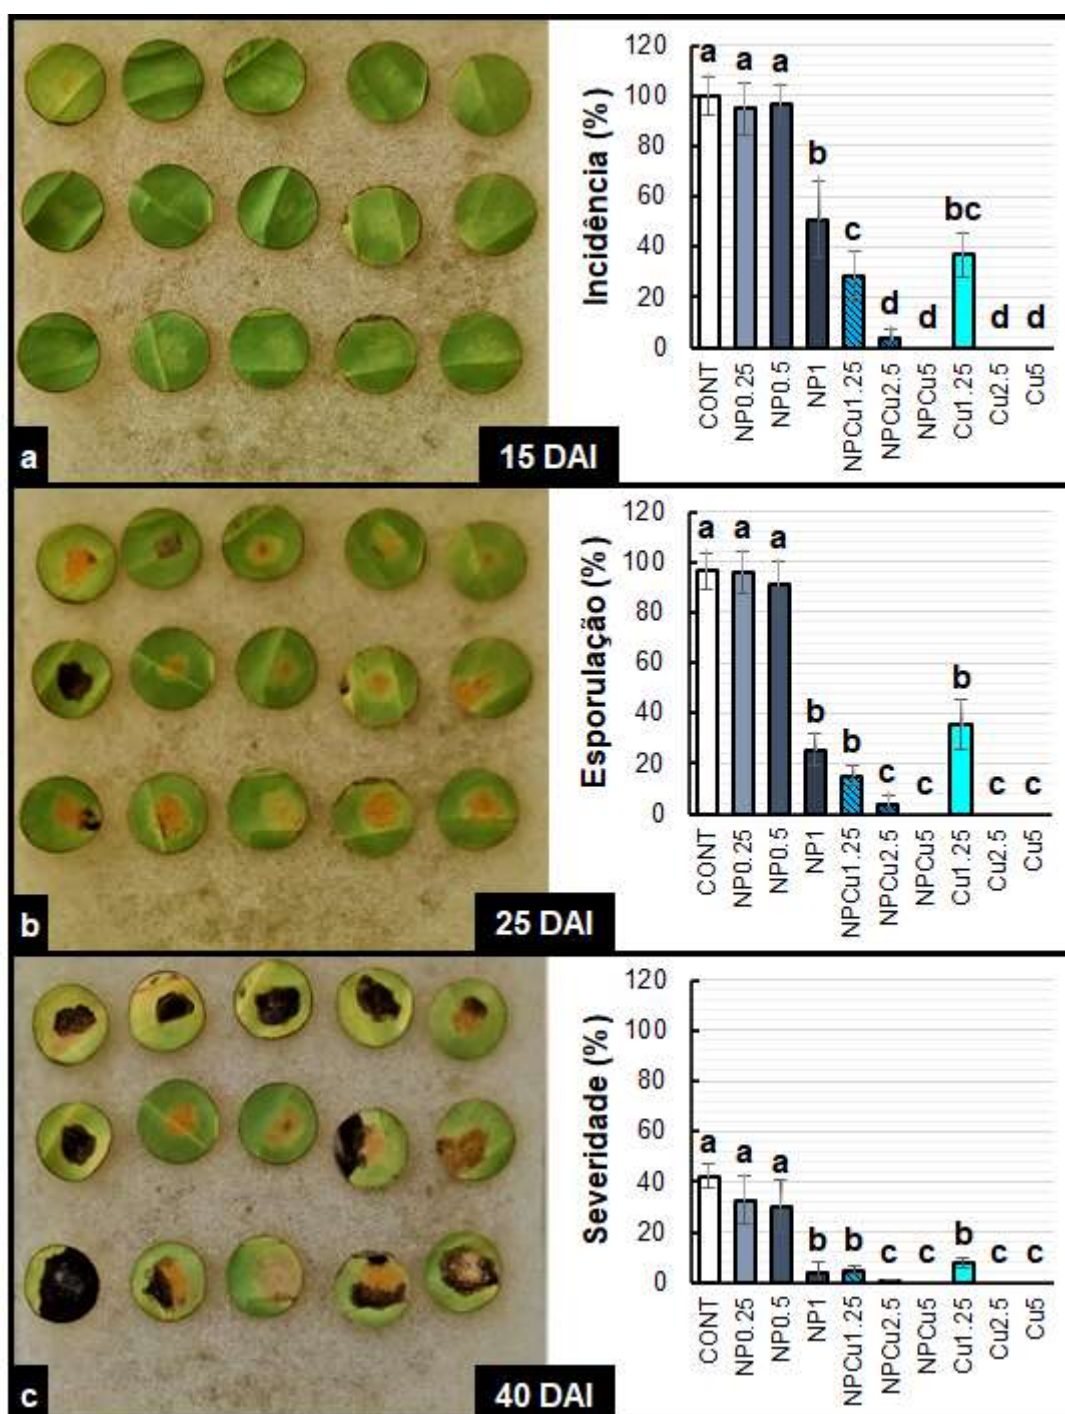 a
15 DAI
Incidência (%)
120
100
80
60
40
20
0
a a a b c d d bc d d
CONT
NP0.25
NP0.5
NP1
NPCu1.25
NPCu2.5
NPCu5
Cu1.25
Cu2.5
Cu5
b
25 DAI
Esporulação (%)
120
100
80
60
40
20
0
a a a b b c c b c c
CONT
NP0.25
NP0.5
NP1
NPCu1.25
NPCu2.5
NPCu5
Cu1.25
Cu2.5
Cu5
c
40 DAI
Severidade (%)
120
100
80
60
40
20
0
a a a b b c c b c c
CONT
NP0.25
NP0.5
NP1
NPCu1.25
NPCu2.5
NPCu5
Cu1.25
Cu2.5
Cu5